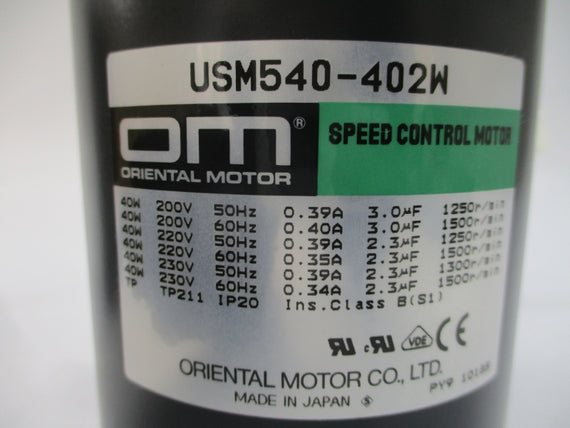 USM540-402W
OM®
ORIENTAL MOTOR
SPEED CONTROL MOTOR
40W 200V 50Hz 0.39A 3.0μF 1250r/min
40W 200V 60Hz 0.40A 3.0μF 1500r/min
40W 220V 50Hz 0.39A 2.3μF 1250r/min
40W 220V 60Hz 0.35A 2.3μF 1500r/min
40W 230V 50Hz 0.39A 2.3μF 1300r/min
40W 230V 60Hz 0.34A 2.3μF 1500r/min
TP TP211 IP20 Ins.Class B(S1)
VDE CE
ORIENTAL MOTOR CO., LTD.
MADE IN JAPAN
PY9